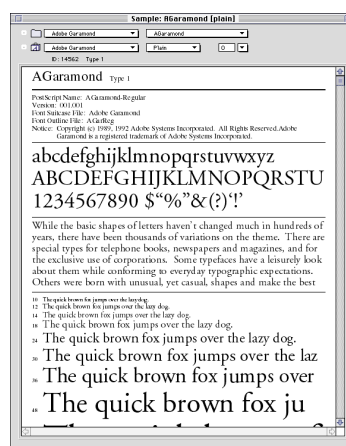 Sample: AGaramond [plain]
Adobe Garamond AGaramond
Adobe Garamond Plain 0
ID: 14562 Type 1
AGaramond Type 1
PostScript Name: AGaramond-Regular
Version: 001.001
Font Suitcase File: Adobe Garamond
Font Outline File: AGarReg
Notice: Copyright (c) 1989, 1992 Adobe Systems Incorporated. All Rights Reserved.Adobe
Garamond is a registered trademark of Adobe Systems Incorporated.
abcdefghijklmnopqrstuvwxyz
ABCDEFGHIJKLMNOPQRSTU
1234567890 $“%”&(?)‘!’
While the basic shapes of letters haven't changed much in hundreds of
years, there have been thousands of variations on the theme. There are
special types for telephone books, newspapers and magazines, and for
the exclusive use of corporations. Some typefaces have a leisurely look
about them while conforming to everyday typographic expectations.
Others were born with unusual, yet casual, shapes and make the best
10 The quick brown fox jumps over the lazy dog.
12 The quick brown fox jumps over the lazy dog.
14 The quick brown fox jumps over the lazy dog.
18 The quick brown fox jumps over the lazy dog.
24 The quick brown fox jumps over the lazy dog.
30 The quick brown fox jumps over the laz
36 The quick brown fox jumps over
48 The quick brown fox ju